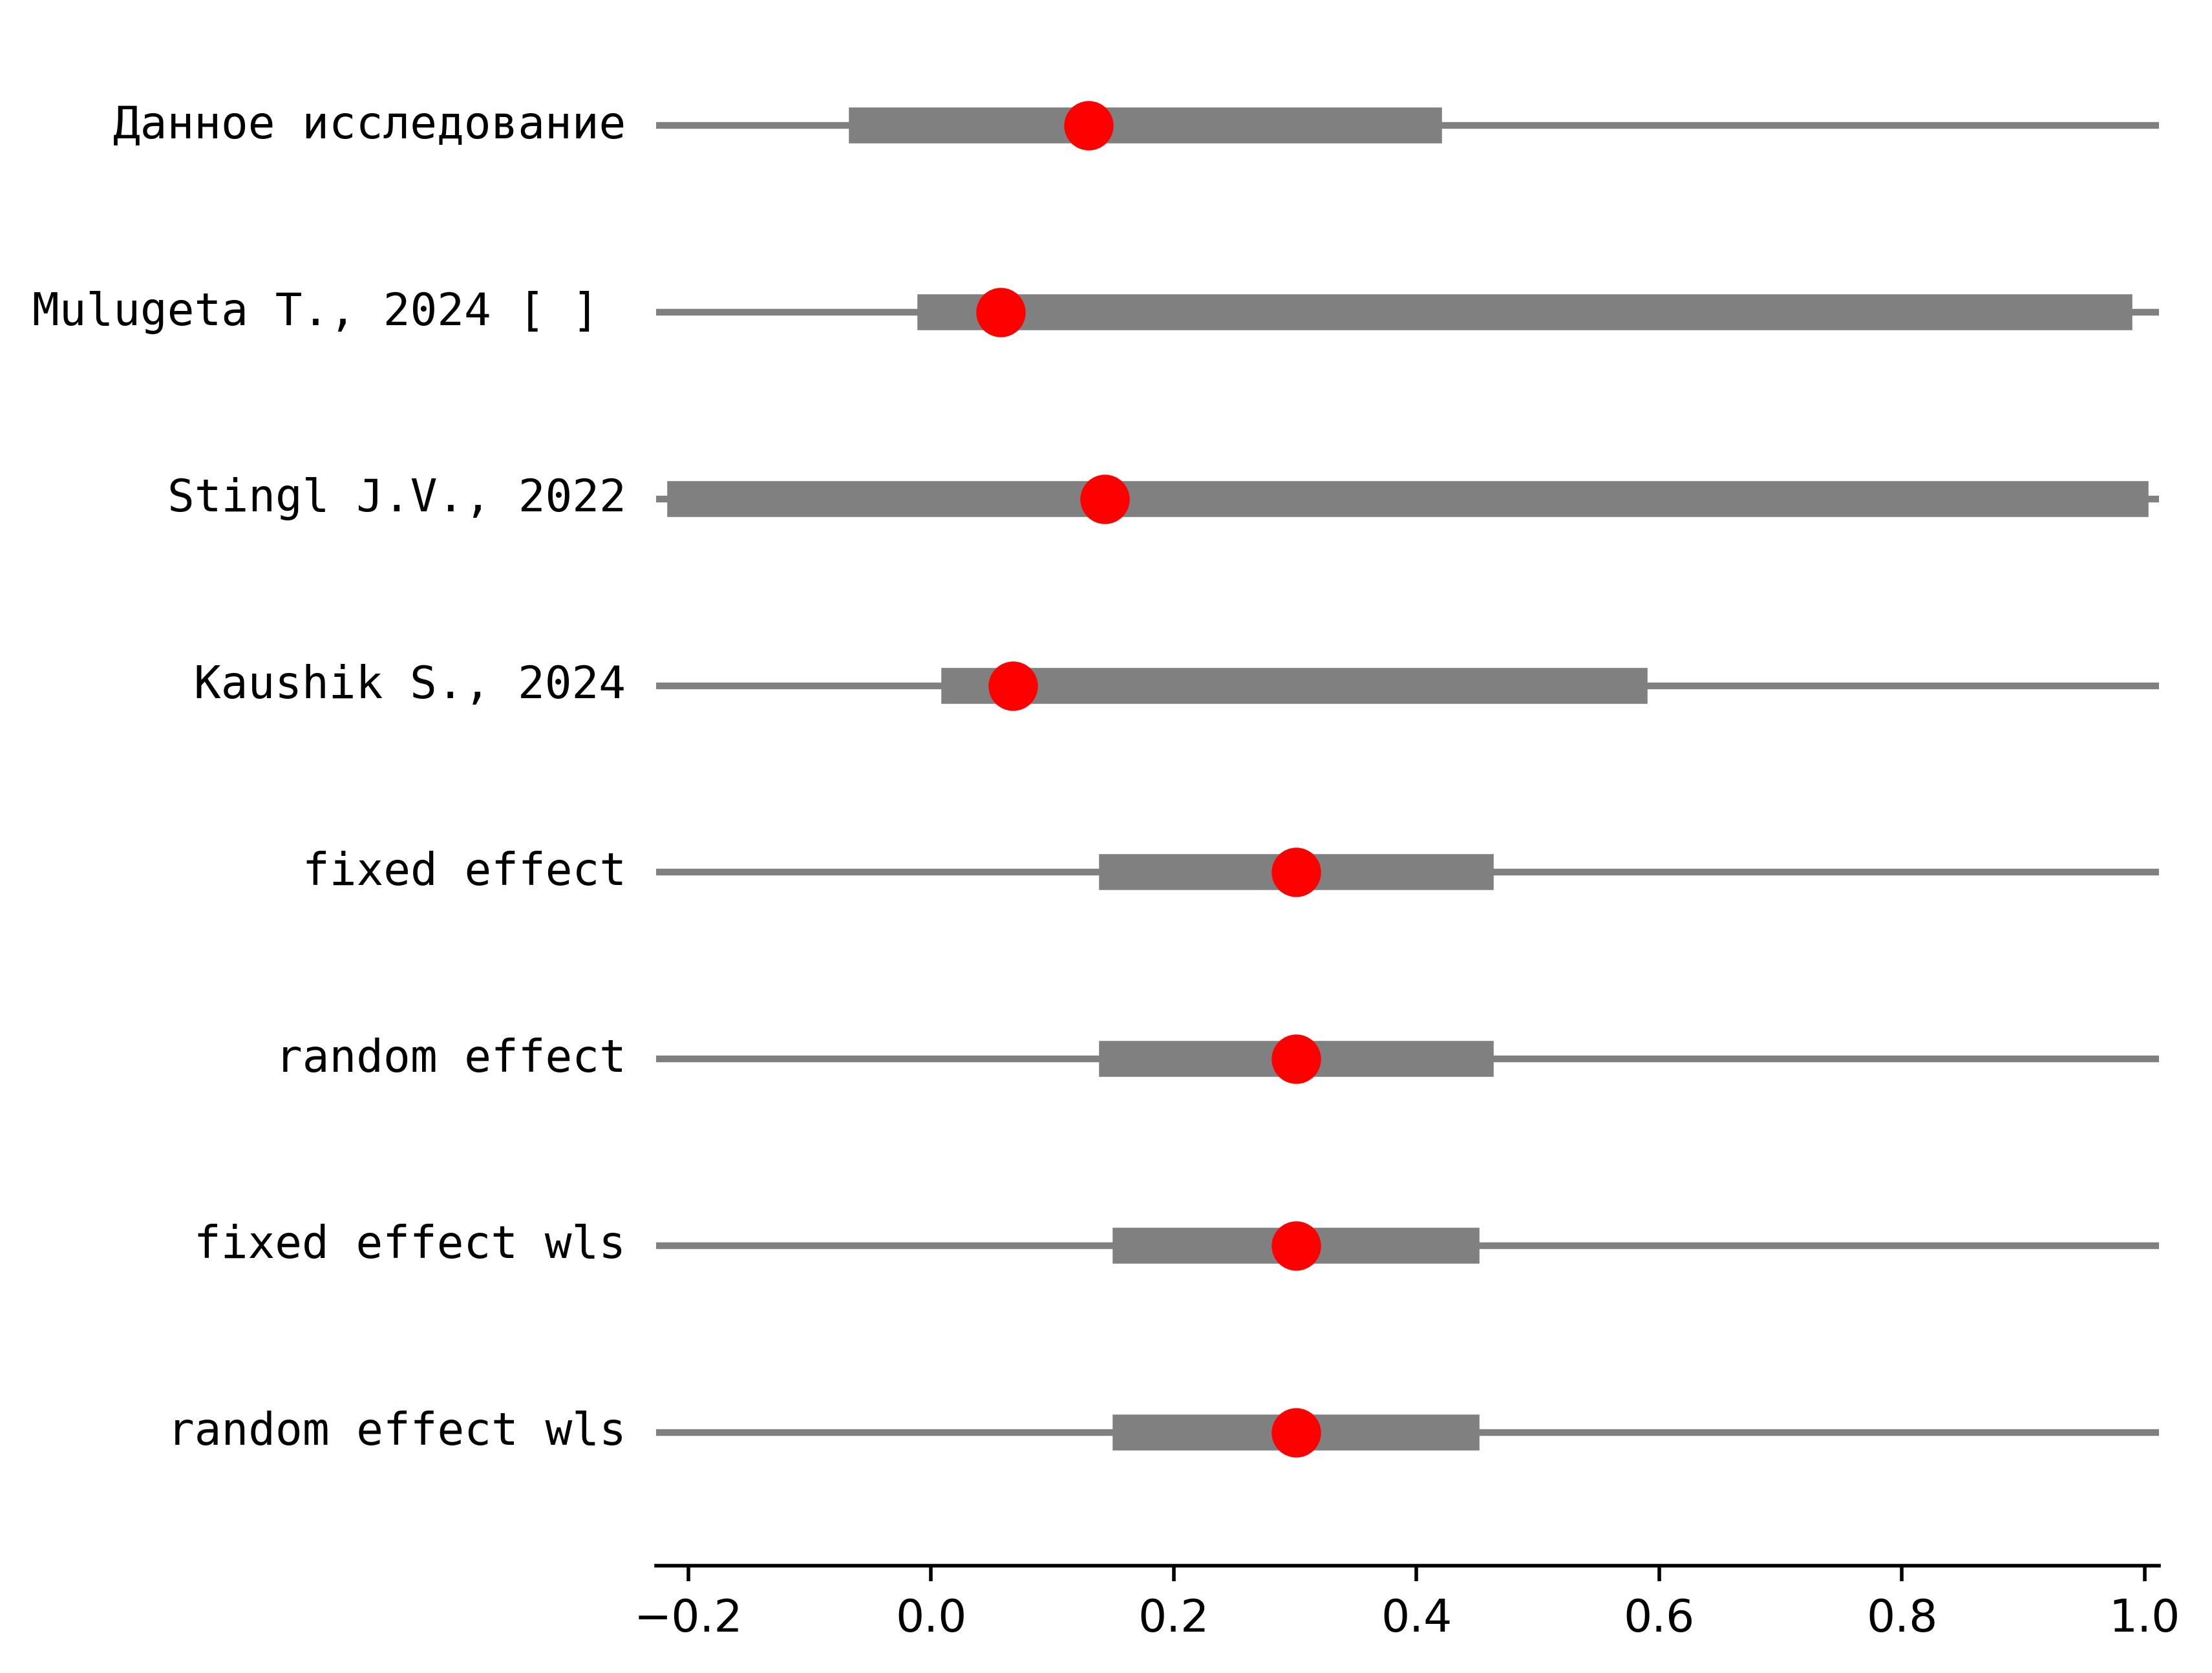 Данное исследование
Mulugeta T., 2024 [ ]
Stingl J.V., 2022
Kaushik S., 2024
fixed effect
random effect
fixed effect wls
random effect wls
−0.2 0.0 0.2 0.4 0.6 0.8 1.0